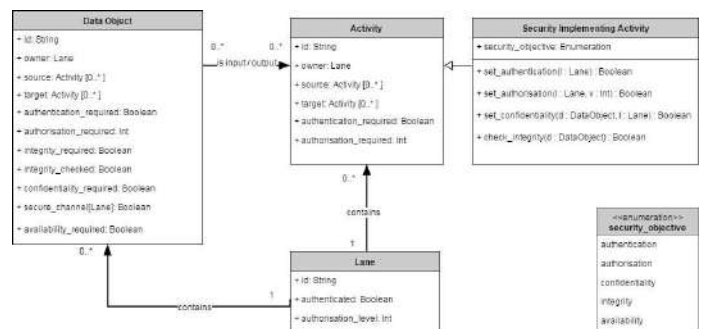 Data Object
+ id: String
+ owner: Lane
+ source: Activity [0..*]
+ target: Activity [0..*]
+ authentication_required: Boolean
+ authorisation_required: Int
+ integrity_required: Boolean
+ integrity_checked: Boolean
+ confidentiality_required: Boolean
+ secure_channel[Lane]: Boolean
+ availability_required: Boolean
0..*
0..*
is input/output
Activity
+ id: String
+ owner: Lane
+ source: Activity [0..*]
+ target: Activity [0..*]
+ authentication_required: Boolean
+ authorisation_required: Int
Security Implementing Activity
+ security_objective: Enumeration
+ set_authentication(l : Lane) : Boolean
+ set_authorisation(l : Lane, v : Int) : Boolean
+ set_confidentiality(d : DataObject, l : Lane) : Boolean
+ check_integrity(d : DataObject) : Boolean
0..*
contains
1
0..*
contains
1
Lane
+ id: String
+ authenticated: Boolean
+ authorisation_level: Int
<<enumeration>>
security_objective
authentication
authorisation
confidentiality
integrity
availability